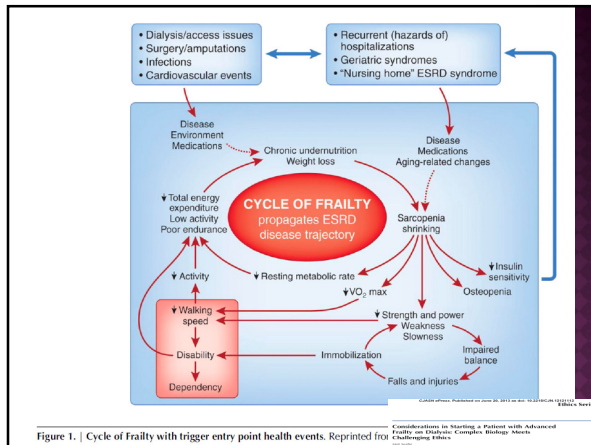 • Dialysis/access issues
• Surgery/amputations
• Infections
• Cardiovascular events
• Recurrent (hazards of)
hospitalizations
• Geriatric syndromes
• "Nursing home" ESRD syndrome
Disease
Environment
Medications
Chronic undernutrition
Weight loss
Disease
Medications
Aging-related changes
Total energy
expenditure
Low activity
Poor endurance
CYCLE OF FRAILTY
propagates ESRD
disease trajectory
Sarcopenia
shrinking
Activity
Resting metabolic rate
VO2 max
Insulin
sensitivity
Osteopenia
Walking
speed
Strength and power
Weakness
Slowness
Disability
Immobilization
Impaired
balance
Dependency
Falls and injuries
Ethics Seri
Considerations in Starting a Patient with Advanced
Frailty on Dialysis: Complex Biology Meets
Challenging Ethics
Figure 1. | Cycle of Frailty with trigger entry point health events. Reprinted fro